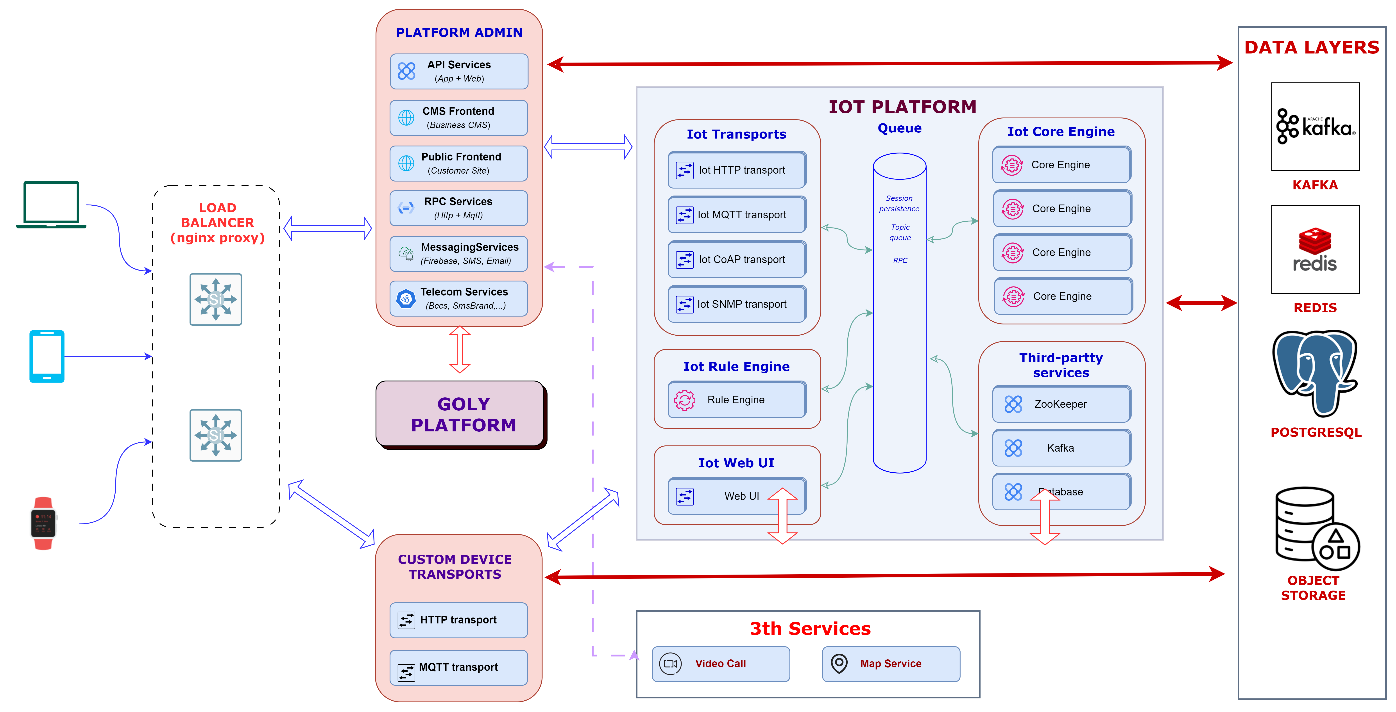 PLATFORM ADMIN
API Services
(App + Web)
CMS Frontend
(Business CMS)
Public Frontend
(Customer Site)
RPC Services
(Http + Mqtt)
MessagingServices
(Firebase, SMS, Email)
Telecom Services
(Bccs, SmsBrand,...)
LOAD
BALANCER
(nginx proxy)
GOLY
PLATFORM
CUSTOM DEVICE
TRANSPORTS
HTTP transport
MQTT transport
IOT PLATFORM
Iot Transports
Iot HTTP transport
Iot MQTT transport
Iot CoAP transport
Iot SNMP transport
Iot Rule Engine
Rule Engine
Iot Web UI
Web UI
Queue
Session
persistence
Topic
queue
RPC
Iot Core Engine
Core Engine
Core Engine
Core Engine
Core Engine
Third-partty
services
ZooKeeper
Kafka
Database
3th Services
Video Call
Map Service
DATA LAYERS
APACHE
kafka
KAFKA
redis
REDIS
POSTGRESQL
OBJECT
STORAGE